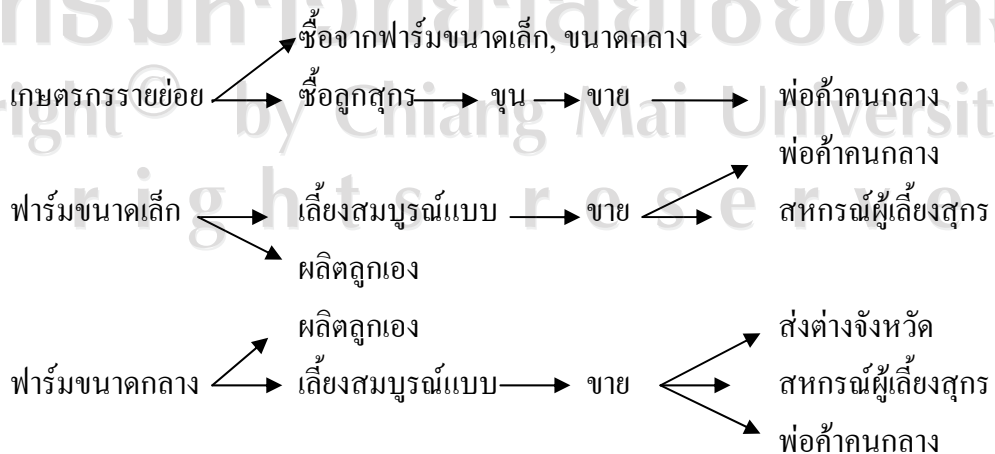 ซื้อจากฟาร์มขนาดเล็ก, ขนาดกลาง
เกษตรกรรายย่อย ซื้อลูกสุกร ขุน ขาย พ่อค้าคนกลาง
right © by Chiang Mai Universit
พ่อค้าคนกลาง
ฟาร์มขนาดเล็ก เลี้ยงสมบูรณ์แบบ ขาย สหกรณ์ผู้เลี้ยงสุกร
rights reserve
ผลิตลูกเอง
ผลิตลูกเอง ส่งต่างจังหวัด
ฟาร์มขนาดกลาง เลี้ยงสมบูรณ์แบบ ขาย สหกรณ์ผู้เลี้ยงสุกร
พ่อค้าคนกลาง